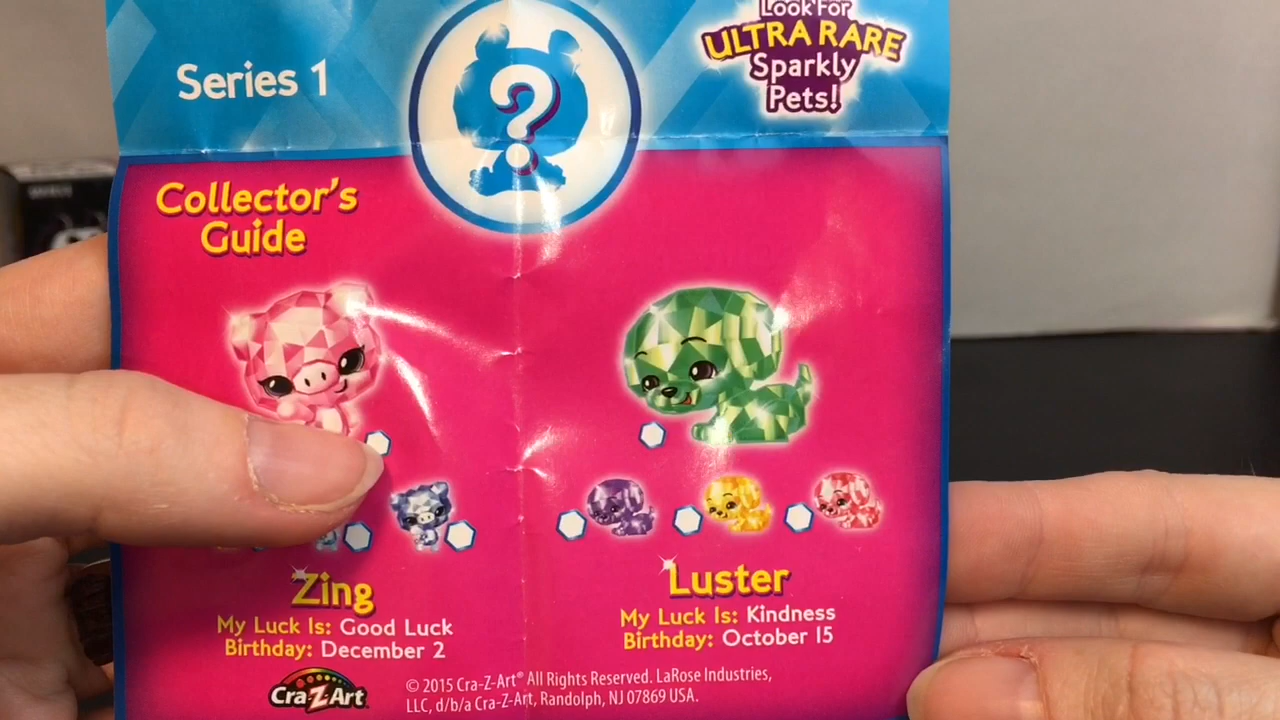 Series 1
?
Look For
ULTRA RARE
Sparkly
Pets!
Collector's
Guide
Zing
My Luck Is: Good Luck
Birthday: December 2
Luster
My Luck Is: Kindness
Birthday: October 15
Cra-Z-Art
© 2015 Cra-Z-Art® All Rights Reserved. LaRose Industries,
LLC, d/b/a Cra-Z-Art, Randolph, NJ 07869 USA.